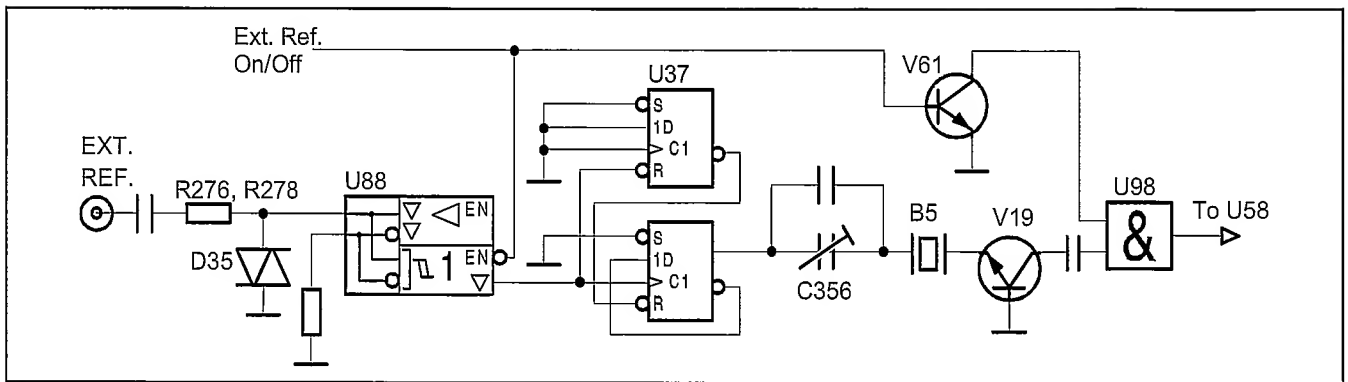 Ext. Ref.
On/Off
EXT.
REF.
R276, R278
D35
U88
EN
1
EN
U37
S
1D
C1
R
S
1D
C1
R
C356
B5
V19
V61
U98
&
To U58